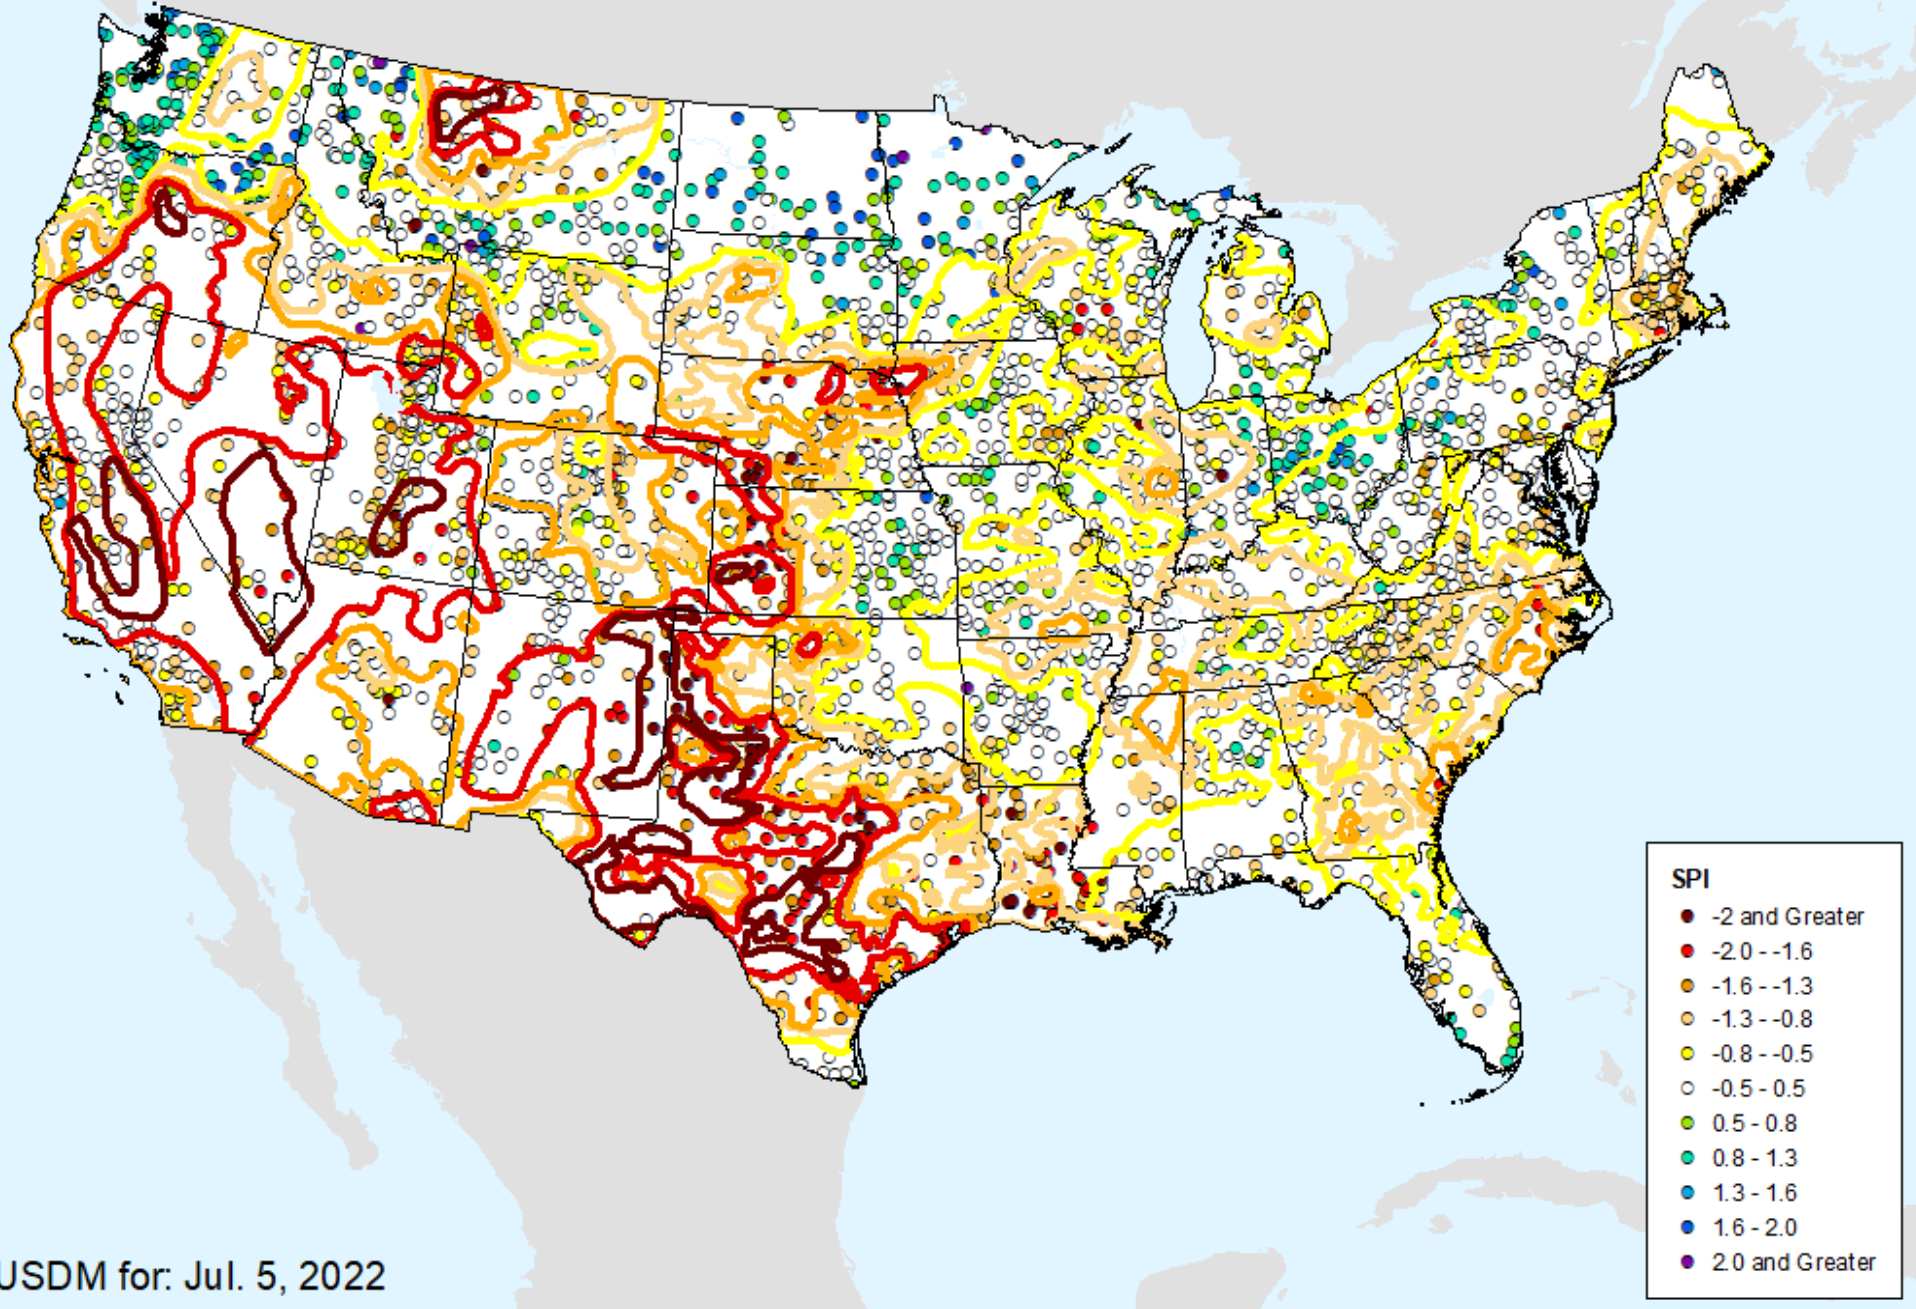 SPI
-2 and Greater
-2.0 - -1.6
-1.6 - -1.3
-1.3 - -0.8
-0.8 - -0.5
-0.5 - 0.5
0.5 - 0.8
0.8 - 1.3
1.3 - 1.6
1.6 - 2.0
2.0 and Greater
USDM for: Jul. 5, 2022